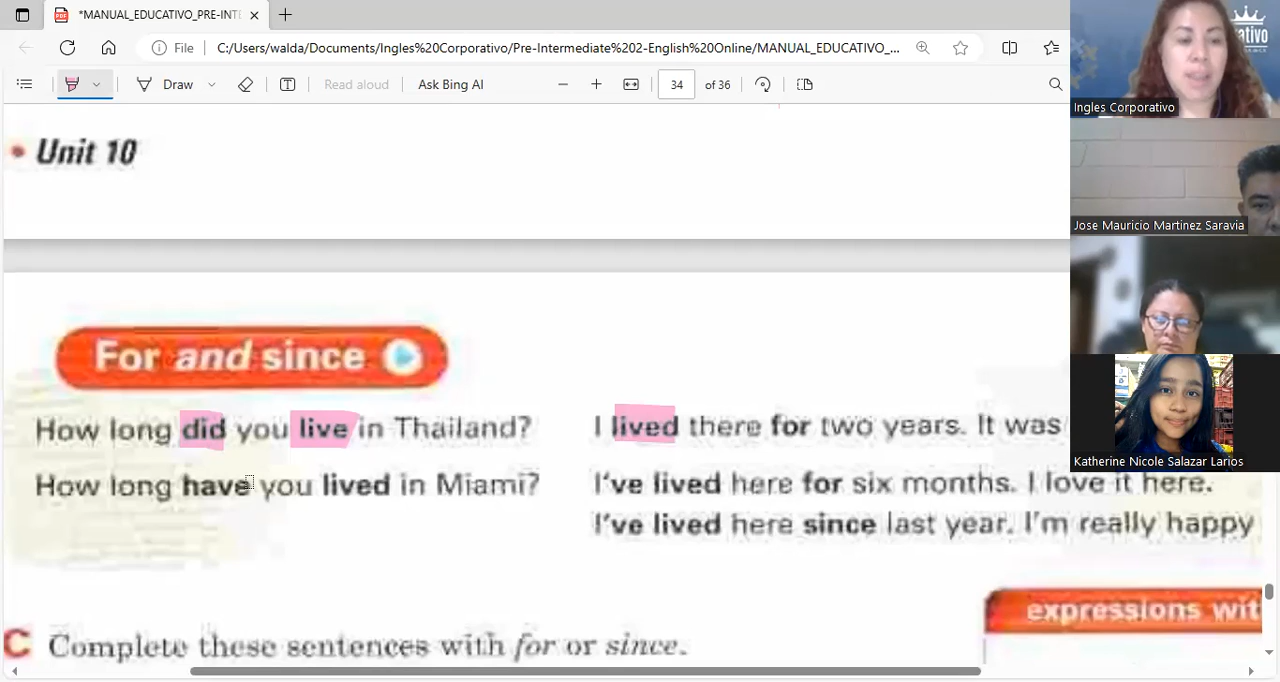 *MANUAL_EDUCATIVO_PRE-INTE
File
C:/Users/walda/Documents/Ingles%20Corporativo/Pre-Intermediate%202-English%20Online/MANUAL_EDUCATIVO_...
Draw
Read aloud
Ask Bing AI
34
of 36
Ingles Corporativo
Jose Mauricio Martinez Saravia
Katherine Nicole Salazar Larios
• Unit 10
For and since
How long did you live in Thailand?
I lived there for two years. It was
How long have you lived in Miami?
I've lived here for six months. I love it here.
I've lived here since last year. I'm really happy
expressions wit
C Complete these sentences with for or since.